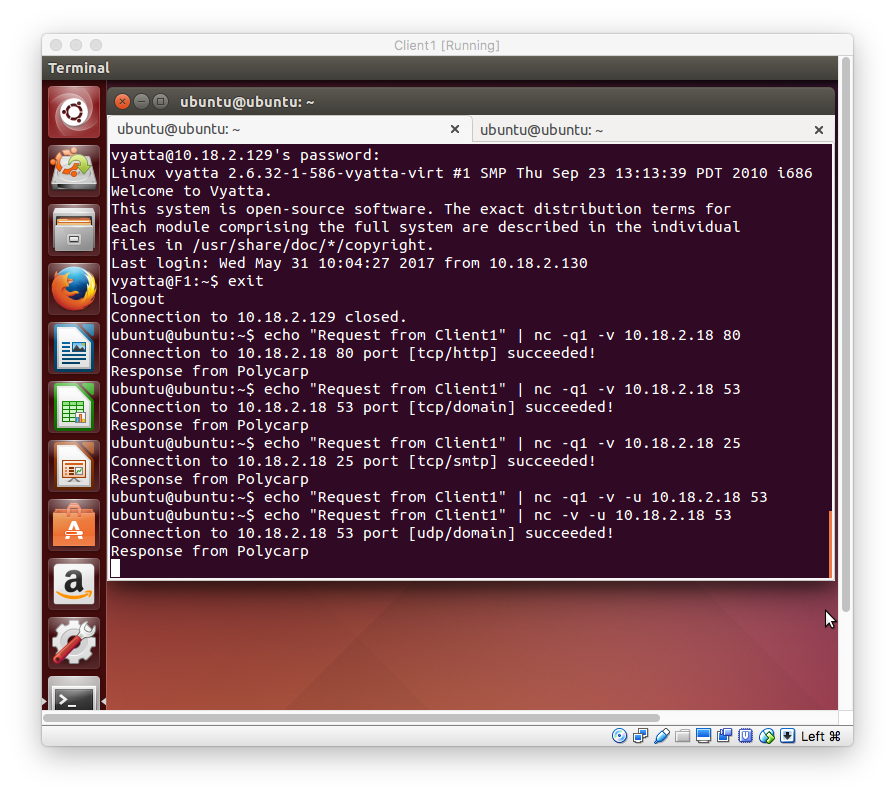 Client1 [Running]
Terminal
ubuntu@ubuntu: ~
ubuntu@ubuntu: ~
ubuntu@ubuntu: ~
vyatta@10.18.2.129's password:
Linux vyatta 2.6.32-1-586-vyatta-virt #1 SMP Thu Sep 23 13:13:39 PDT 2010 i686
Welcome to Vyatta.
This system is open-source software. The exact distribution terms for
each module comprising the full system are described in the individual
files in /usr/share/doc/*/copyright.
Last login: Wed May 31 10:04:27 2017 from 10.18.2.130
vyatta@F1:~$ exit
logout
Connection to 10.18.2.129 closed.
ubuntu@ubuntu:~$ echo "Request from Client1" | nc -q1 -v 10.18.2.18 80
Connection to 10.18.2.18 80 port [tcp/http] succeeded!
Response from Polycarp
ubuntu@ubuntu:~$ echo "Request from Client1" | nc -q1 -v 10.18.2.18 53
Connection to 10.18.2.18 53 port [tcp/domain] succeeded!
Response from Polycarp
ubuntu@ubuntu:~$ echo "Request from Client1" | nc -q1 -v 10.18.2.18 25
Connection to 10.18.2.18 25 port [tcp/smtp] succeeded!
Response from Polycarp
ubuntu@ubuntu:~$ echo "Request from Client1" | nc -q1 -v -u 10.18.2.18 53
ubuntu@ubuntu:~$ echo "Request from Client1" | nc -v -u 10.18.2.18 53
Connection to 10.18.2.18 53 port [udp/domain] succeeded!
Response from Polycarp
Left ⌘